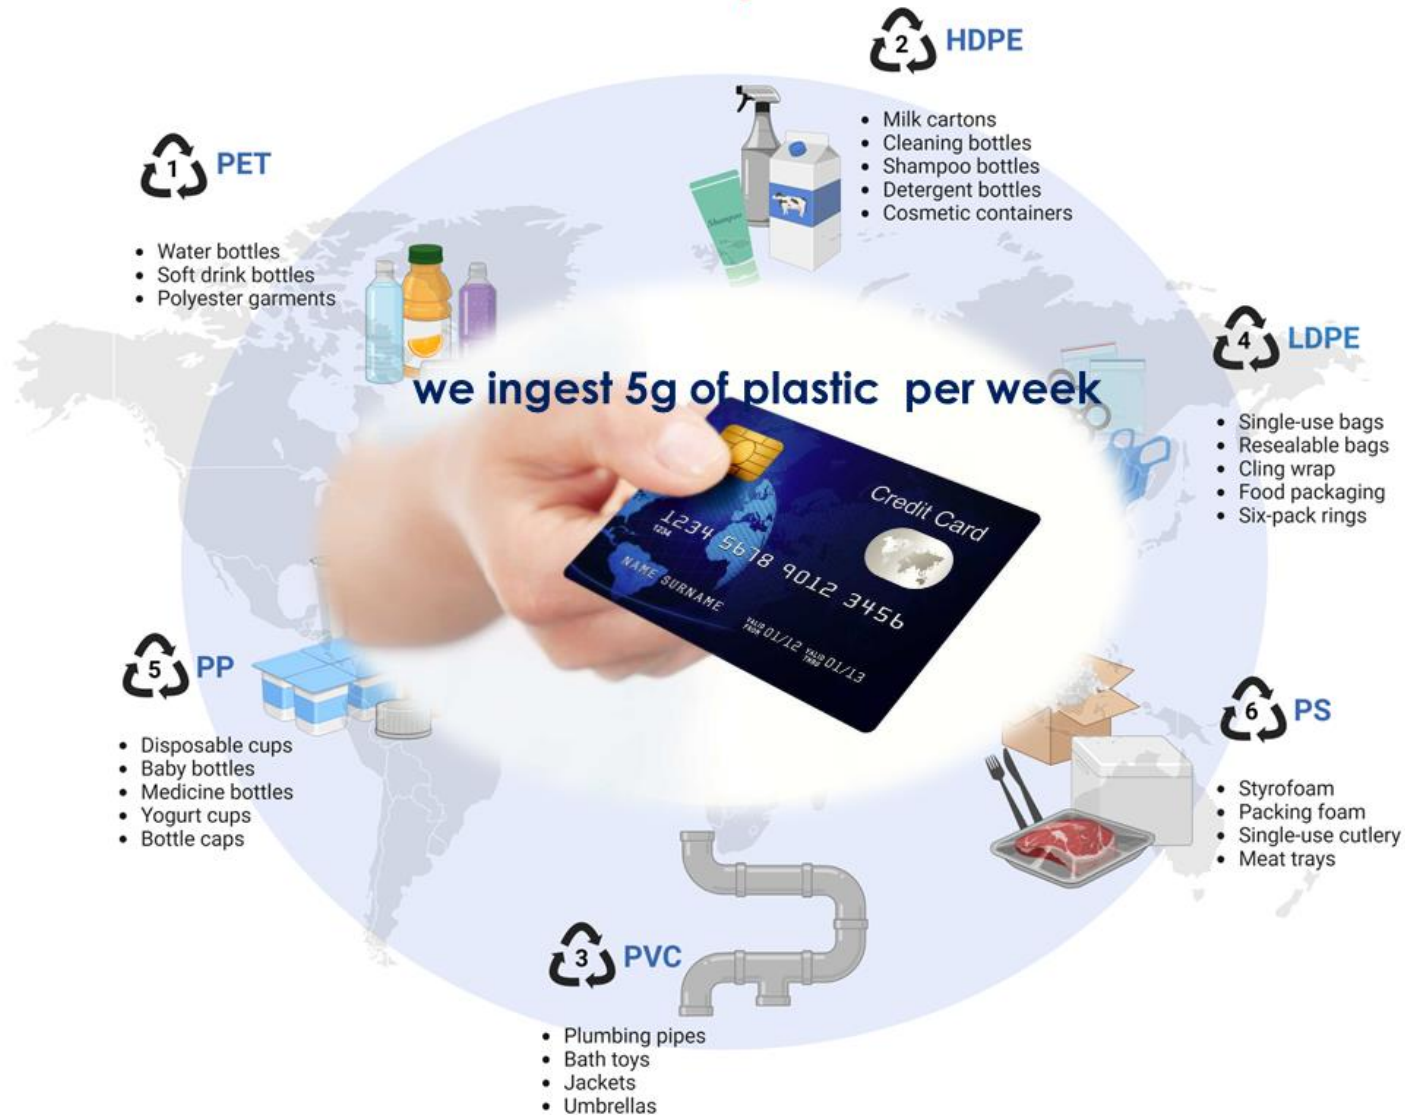 2 HDPE
Milk cartons
Cleaning bottles
Shampoo bottles
Detergent bottles
Cosmetic containers
1 PET
Water bottles
Soft drink bottles
Polyester garments
Shampoo
4 LDPE
Single-use bags
Resealable bags
Cling wrap
Food packaging
Six-pack rings
we ingest 5g of plastic per week
Credit Card
1234 5678 9012 3456
1234
NAME SURNAME
VALID FROM 01/12 VALID THRU 01/13
5 PP
Disposable cups
Baby bottles
Medicine bottles
Yogurt cups
Bottle caps
6 PS
Styrofoam
Packing foam
Single-use cutlery
Meat trays
3 PVC
Plumbing pipes
Bath toys
Jackets
Umbrellas